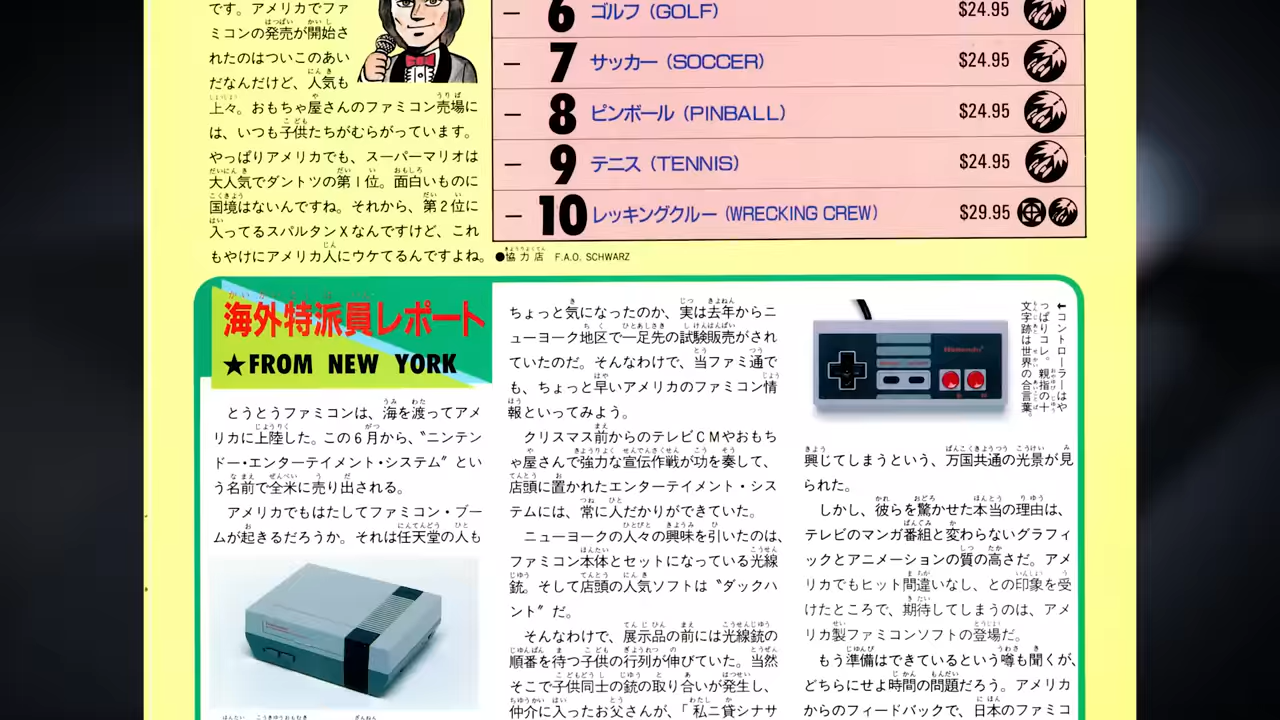 です。アメリカでファ
ミコンの発売が開始さ
れたのはついこのあい
だなんだけど、人気も
上々。おもちゃ屋さんのファミコン売場に
は、いつも子供たちがむらがっています。
やっぱりアメリカでも、スーパーマリオは
大人気でダントツの第1位。面白いものに
国境はないんですね。それから、第2位に
入ってるスパルタンXなんですけど、これ
もやけにアメリカ人にウケてるんですよね。
— 6 ゴルフ (GOLF) $24.95
— 7 サッカー (SOCCER) $24.95
— 8 ピンボール (PINBALL) $24.95
— 9 テニス (TENNIS) $24.95
— 10 レッキングクルー (WRECKING CREW) $29.95
●協力店 F.A.O. SCHWARZ
海外特派員レポート
★FROM NEW YORK
とうとうファミコンは、海を渡ってアメ
リカに上陸した。この6月から、〝ニンテン
ドー・エンターテイメント・システム〟とい
う名前で全米に売り出される。
アメリカでもはたしてファミコン・ブー
ムが起きるだろうか。それは任天堂の人も
ちょっと気になったのか、実は去年からニ
ューヨーク地区で一足先の試験販売がされ
ていたのだ。そんなわけで、当ファミ通で
も、ちょっと早いアメリカのファミコン情
報といってみよう。
クリスマス前からのテレビCMやおもち
ゃ屋さんで強力な宣伝作戦が功を奏して、
店頭に置かれたエンターテイメント・シス
テムには、常に人だかりができていた。
ニューヨークの人々の興味を引いたのは、
ファミコン本体とセットになっている光線
銃。そして店頭の人気ソフトは〝ダックハ
ント〟だ。
そんなわけで、展示品の前には光線銃の
順番を待つ子供の行列が伸びていた。当然
そこで子供同士の銃の取り合いが発生し、
仲介に入ったお父さんが、「私ニ貸シナサ
⬆コントローラーはや
っぱりコレ。親指の十
文字跡は世界の合言葉。
Nintendo
興じてしまうという、万国共通の光景が見
られた。
しかし、彼らを驚かせた本当の理由は、
テレビのマンガ番組と変わらないグラフィ
ックとアニメーションの質の高さだ。アメ
リカでもヒット間違いなし、との印象を受
けたところで、期待してしまうのは、アメ
リカ製ファミコンソフトの登場だ。
もう準備はできているという噂も聞くが、
どちらにせよ時間の問題だろう。アメリカ
からのフィードバックで、日本のファミコ